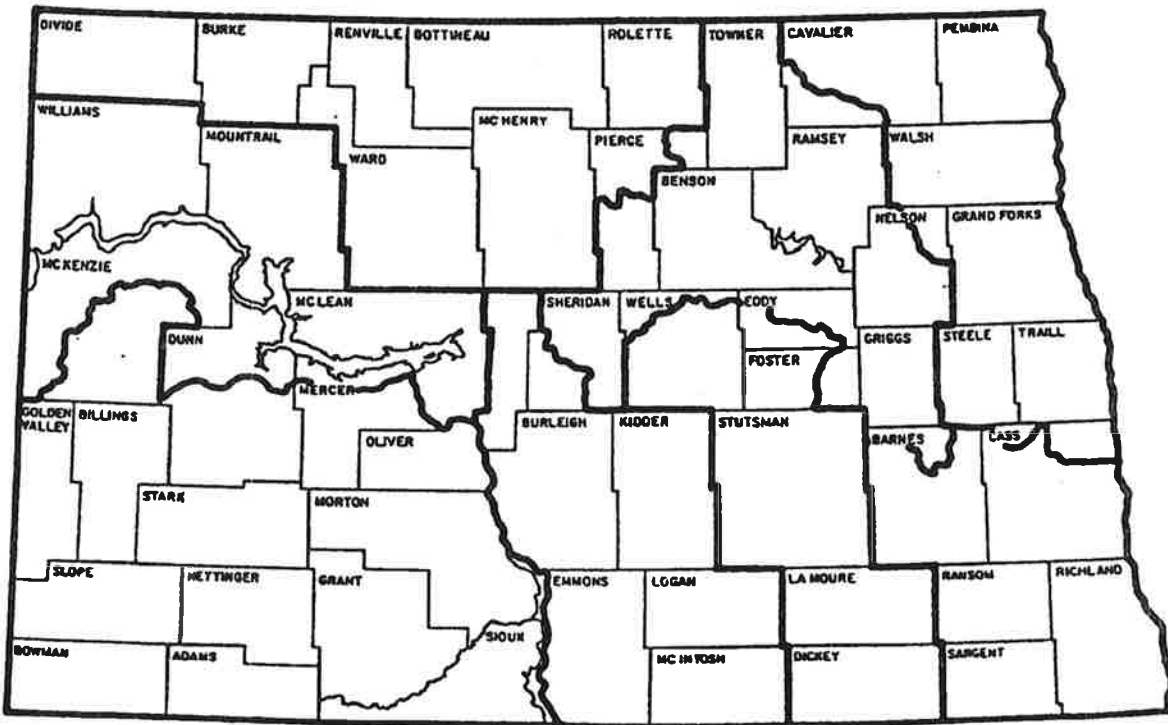 DIVIDE
BURKE
RENVILLE
BOTTINEAU
ROLETTE
TOWNER
CAVALIER
PEMBINA
WILLIAMS
MOUNTRAIL
WARD
MC HENRY
PIERCE
BENSON
RAMSEY
WALSH
NELSON
GRAND FORKS
MC KENZIE
DUNN
MC LEAN
SHERIDAN
WELLS
EDDY
FOSTER
GRIGGS
STEELE
TRAILL
MERCER
GOLDEN
VALLEY
BILLINGS
OLIVER
BURLEIGH
KIDDER
STUTSMAN
BARNES
CASS
STARK
MORTON
SLOPE
HETTINGER
GRANT
SIOUX
EMMONS
LOGAN
LA MOURE
RANSOM
RICHLAND
BOWMAN
ADAMS
MC INTOSH
DICKEY
SARGENT